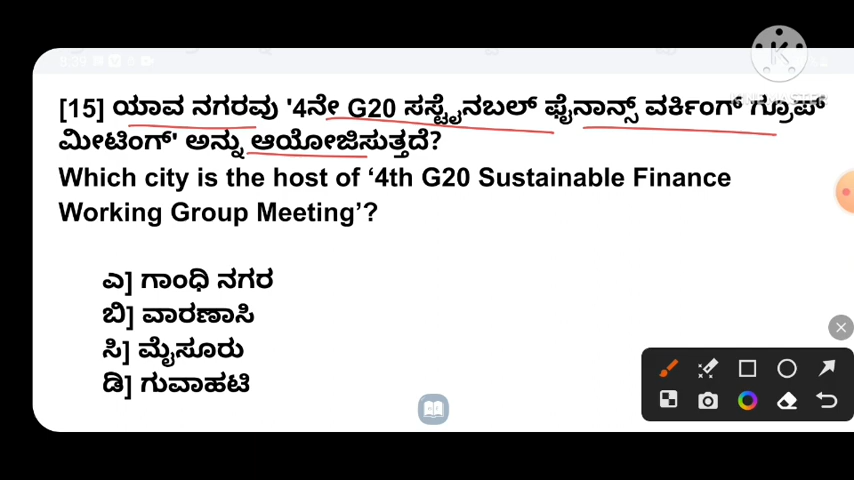 [15] ಯಾವ ನಗರವು '4ನೇ G20 ಸಸ್ಟೈನಬಲ್ ಫೈನಾನ್ಸ್ ವರ್ಕಿಂಗ್ ಗ್ರೂಪ್
ಮೀಟಿಂಗ್' ಅನ್ನು ಆಯೋಜಿಸುತ್ತದೆ?
Which city is the host of ‘4th G20 Sustainable Finance
Working Group Meeting’?
ಎ] ಗಾಂಧಿ ನಗರ
ಬಿ] ವಾರಣಾಸಿ
ಸಿ] ಮೈಸೂರು
ಡಿ] ಗುವಾಹಟಿ